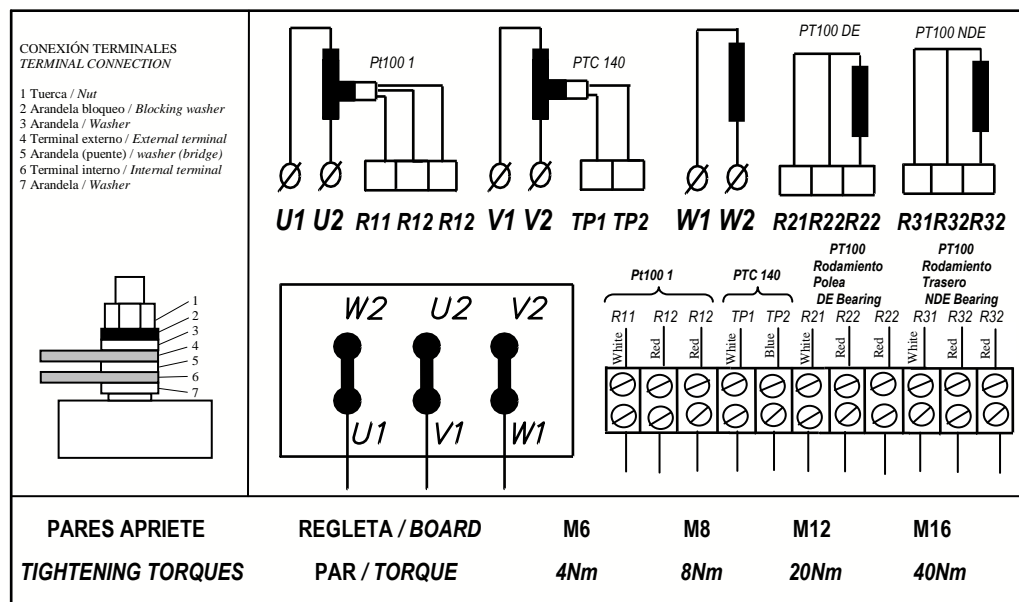 CONEXIÓN TERMINALES
TERMINAL CONNECTION
1 Tuerca / Nut
2 Arandela bloqueo / Blocking washer
3 Arandela / Washer
4 Terminal externo / External terminal
5 Arandela (puente) / washer (bridge)
6 Terminal interno / Internal terminal
7 Arandela / Washer
1
2
3
4
5
6
7
Pt100 1
PTC 140
PT100 DE
PT100 NDE
U1 U2 R11 R12 R12 V1 V2 TP1 TP2 W1 W2 R21 R22 R22 R31 R32 R32
W2 U2 V2
U1 V1 W1
Pt100 1
PTC 140
PT100
Rodamiento
Polea
DE Bearing
PT100
Rodamiento
Trasero
NDE Bearing
R11 R12 R12 TP1 TP2 R21 R22 R22 R31 R32 R32
White Red Red White Blue White Red Red White Red Red
PARES APRIETE REGLETA / BOARD M6 M8 M12 M16
TIGHTENING TORQUES PAR / TORQUE 4Nm 8Nm 20Nm 40Nm